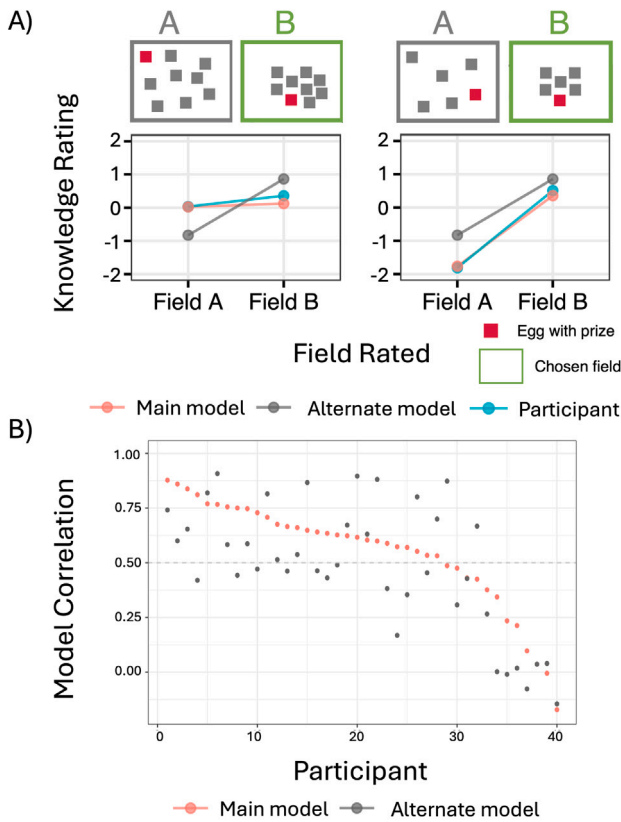 A)
A B A B
Knowledge Rating
2 1 0 -1 -2
2 1 0 -1 -2
Field A Field B Field A Field B
Field Rated
Egg with prize
Chosen field
Main model Alternate model Participant
B)
Model Correlation
1.00
0.75
0.50
0.25
0.00
0 10 20 30 40
Participant
Main model Alternate model